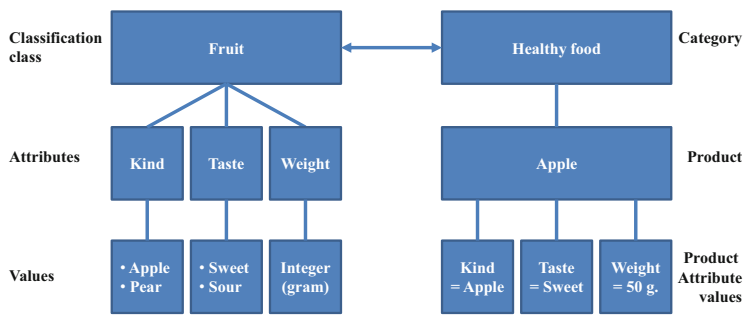 Classification
class
Fruit
Healthy food
Category
Attributes
Kind
Taste
Weight
Apple
Product
Values
• Apple
• Pear
• Sweet
• Sour
Integer
(gram)
Kind
= Apple
Taste
= Sweet
Weight
= 50 g.
Product
Attribute
values